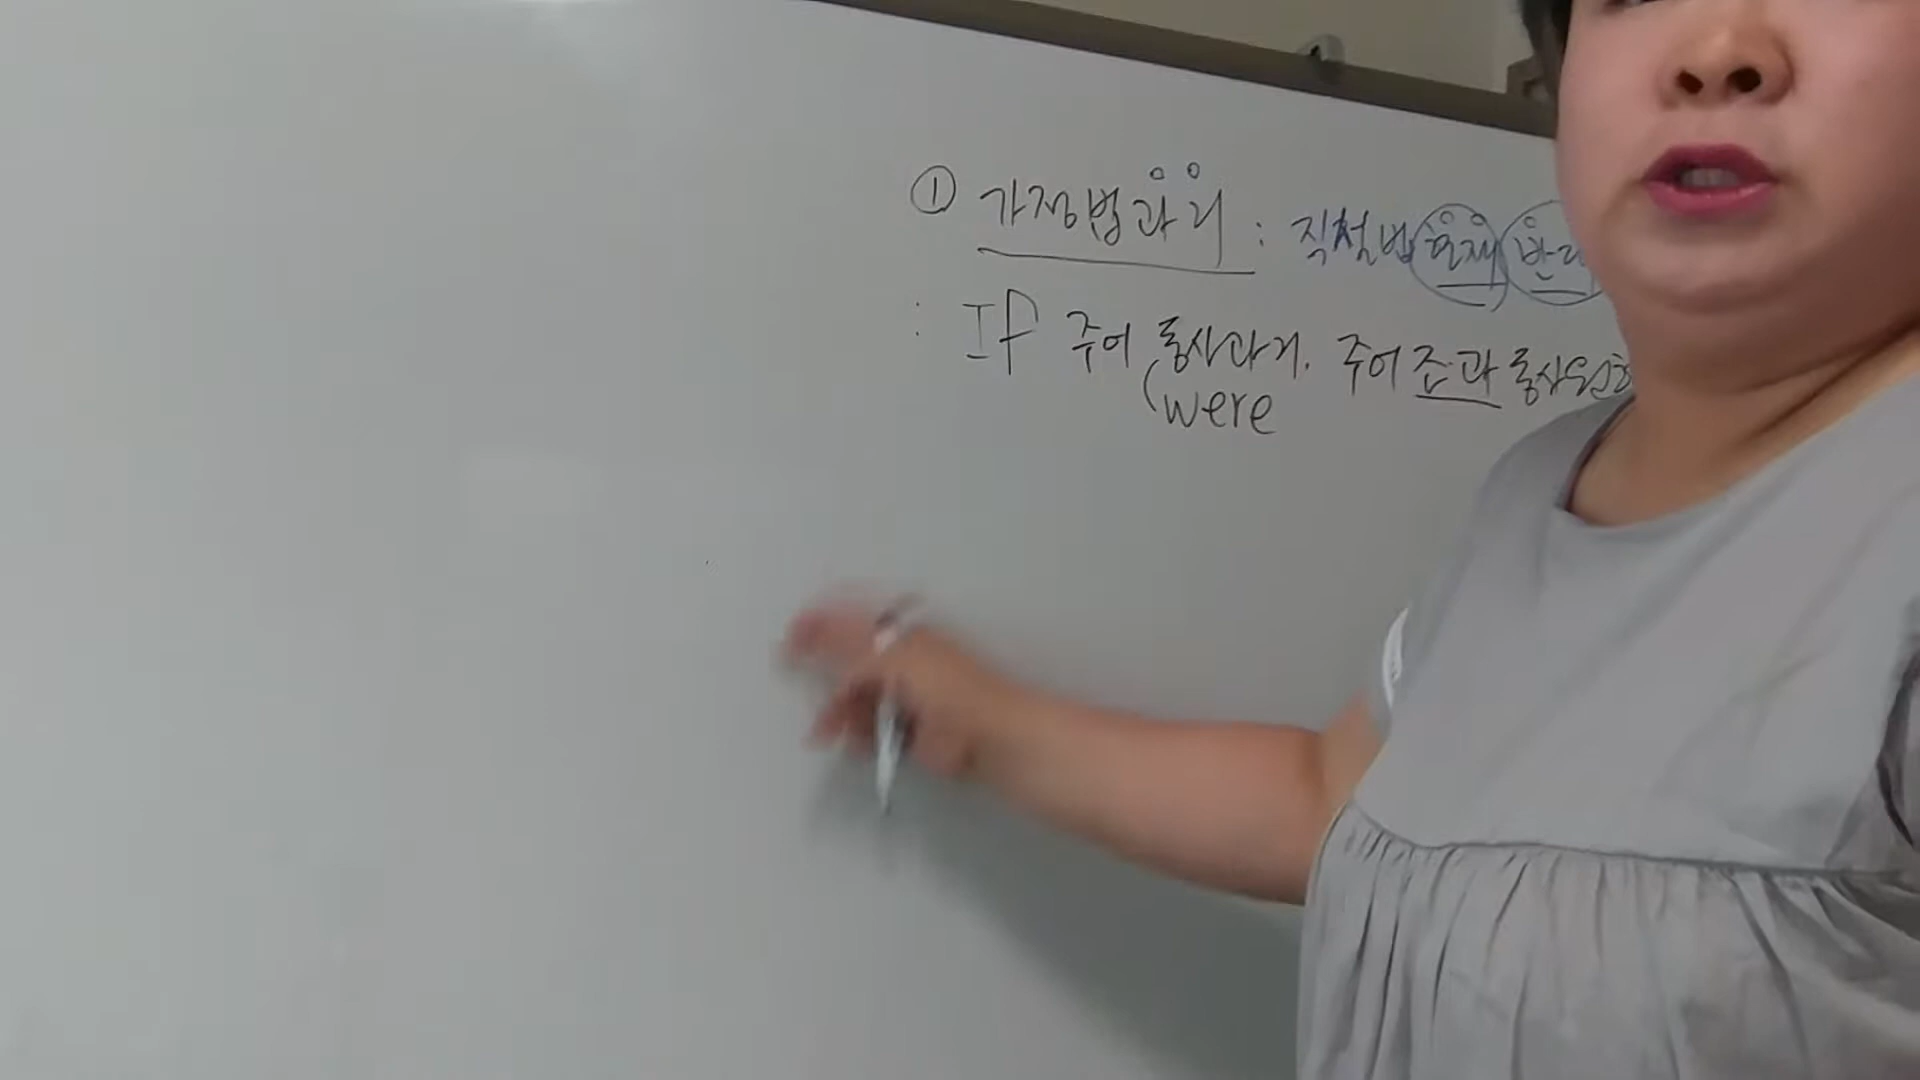 ① 가정법과거 : 직설법 현재 반대
: If 주어 동사과거, 주어 조과 동사원형
(were